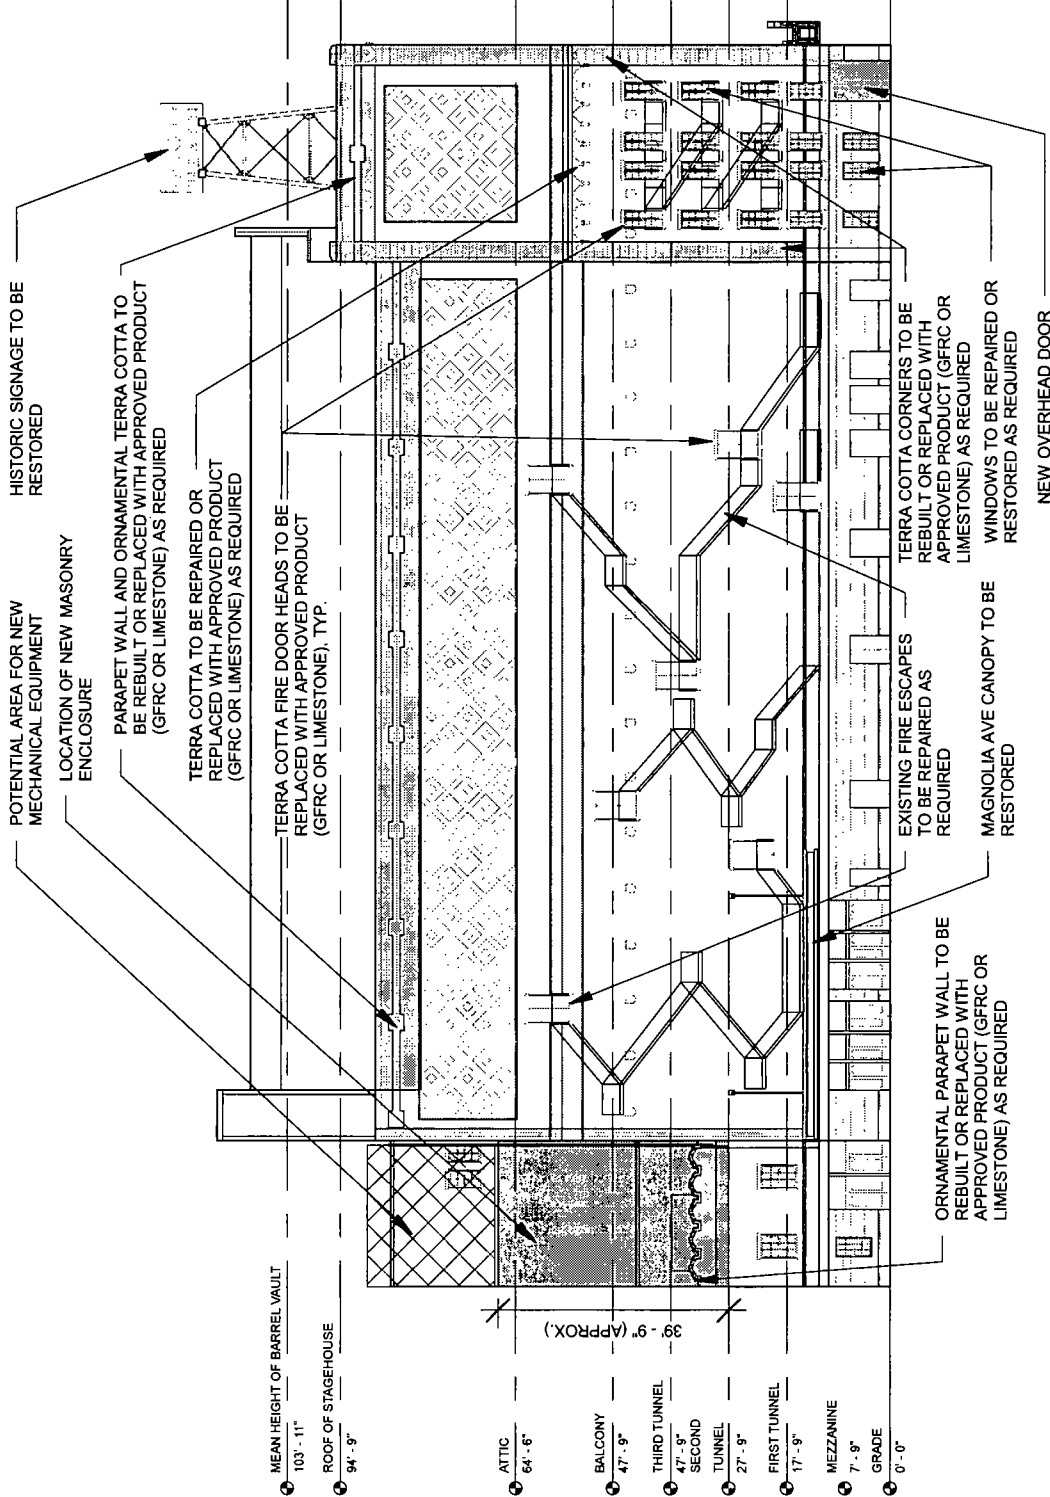 HISTORIC SIGNAGE TO BE
RESTORED
POTENTIAL AREA FOR NEW
MECHANICAL EQUIPMENT
LOCATION OF NEW MASONRY
ENCLOSURE
PARAPET WALL AND ORNAMENTAL TERRA COTTA TO
BE REBUILT OR REPLACED WITH APPROVED PRODUCT
(GFRC OR LIMESTONE) AS REQUIRED
TERRA COTTA TO BE REPAIRED OR
REPLACED WITH APPROVED PRODUCT
(GFRC OR LIMESTONE) AS REQUIRED
TERRA COTTA FIRE DOOR HEADS TO BE
REPLACED WITH APPROVED PRODUCT
(GFRC OR LIMESTONE), TYP.
MEAN HEIGHT OF BARREL VAULT
103' - 11"
ROOF OF STAGEHOUSE
94' - 9"
ATTIC
64' - 6"
BALCONY
47' - 9"
THIRD TUNNEL
47' - 9"
SECOND
TUNNEL
27' - 9"
FIRST TUNNEL
17' - 9"
MEZZANINE
7' - 9"
GRADE
0' - 0"
39' - 9" (APPROX.)
ORNAMENTAL PARAPET WALL TO BE
REBUILT OR REPLACED WITH
APPROVED PRODUCT (GFRC OR
LIMESTONE) AS REQUIRED
EXISTING FIRE ESCAPES
TO BE REPAIRED AS
REQUIRED
MAGNOLIA AVE CANOPY TO BE
RESTORED
TERRA COTTA CORNERS TO BE
REBUILT OR REPLACED WITH
APPROVED PRODUCT (GFRC OR
LIMESTONE) AS REQUIRED
WINDOWS TO BE REPAIRED OR
RESTORED AS REQUIRED
NEW OVERHEAD DOOR